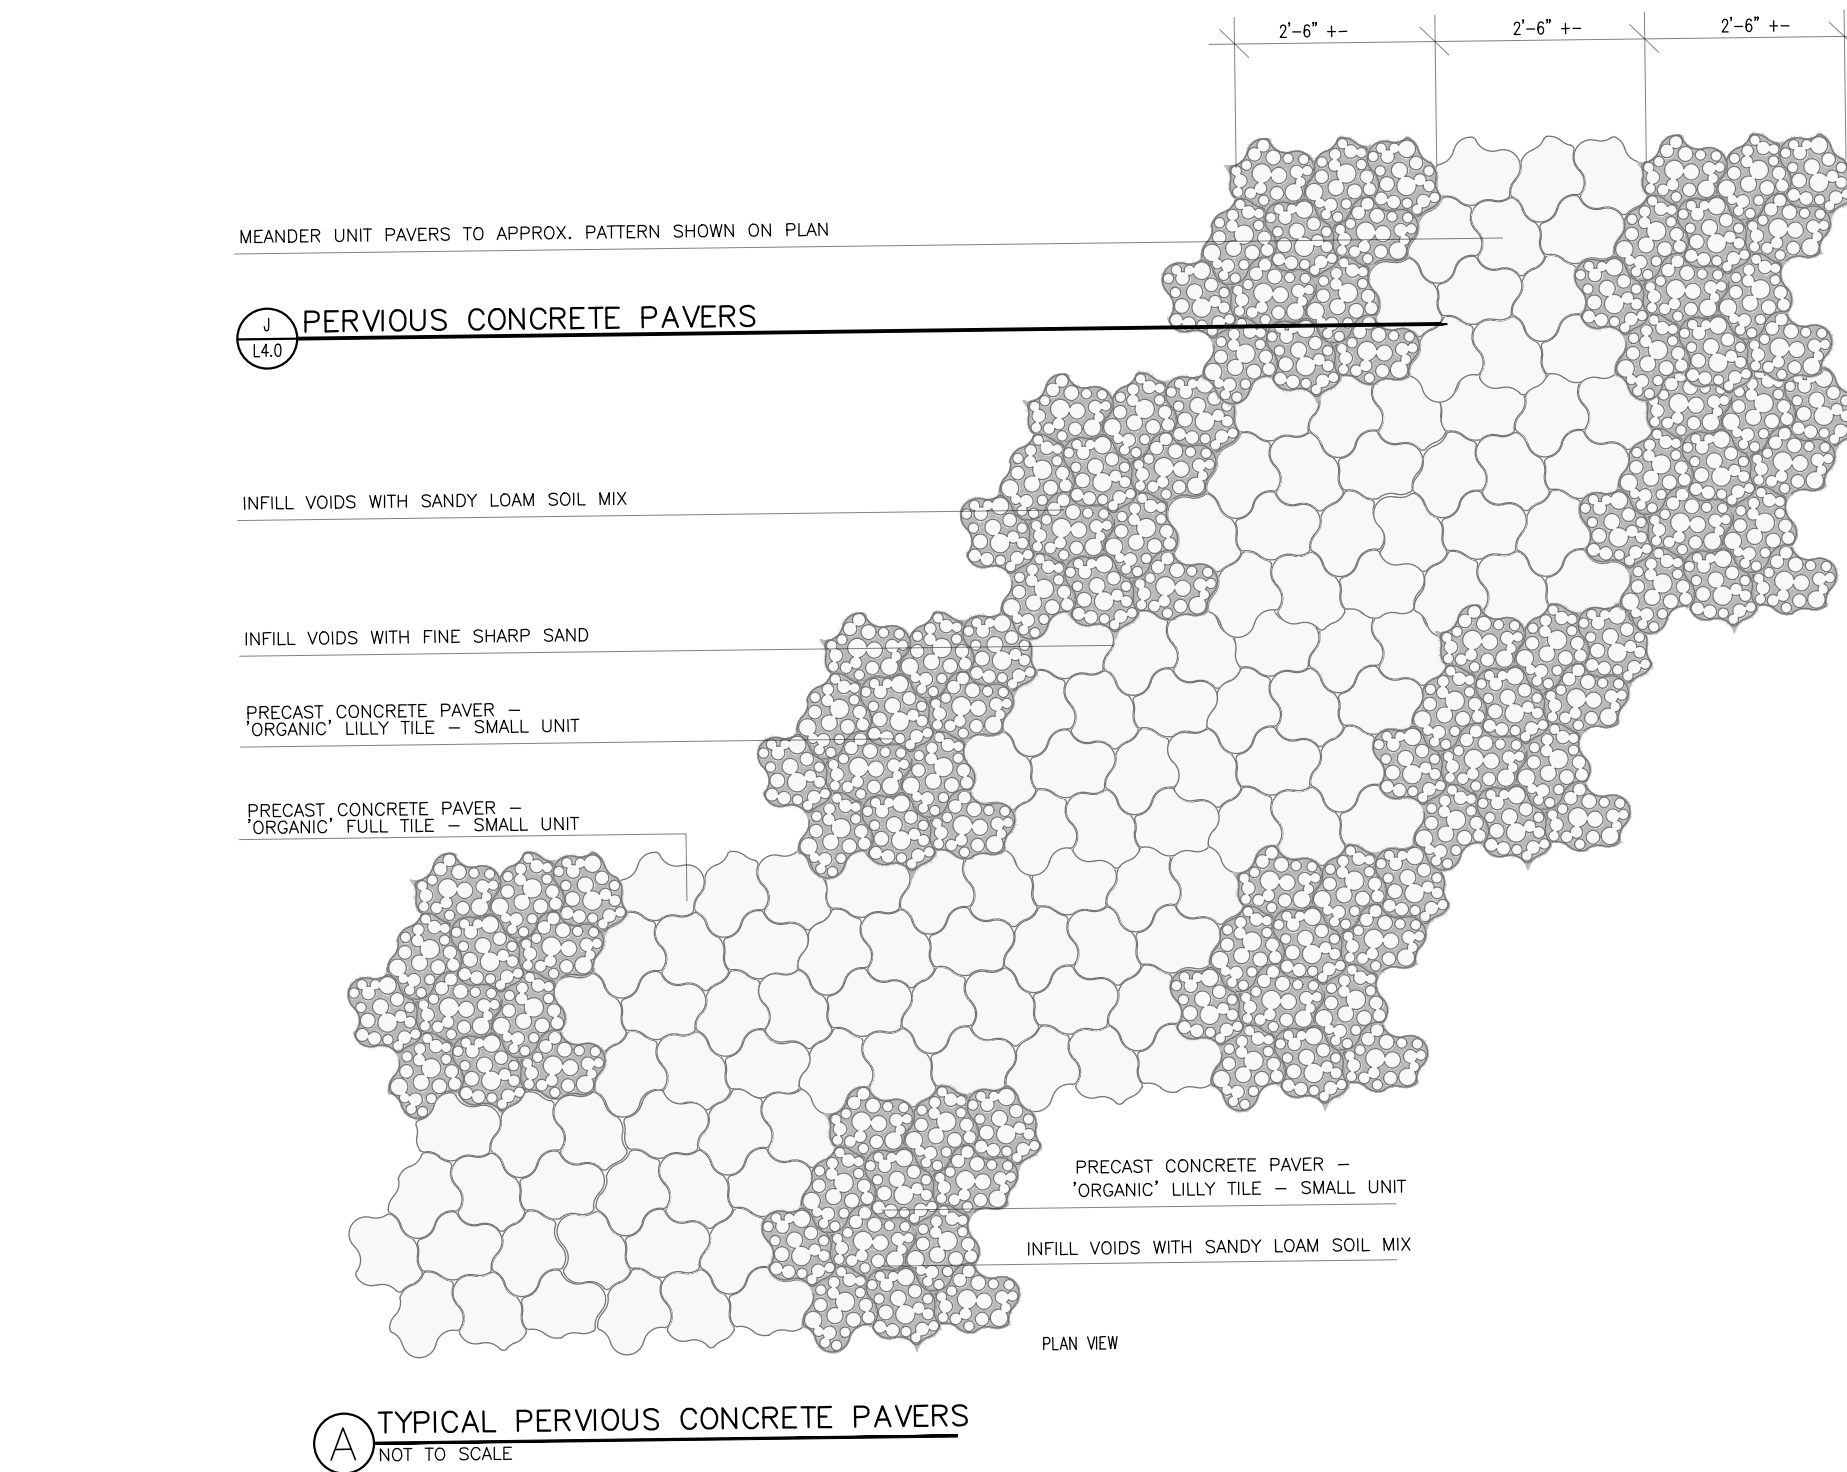 2'-6" +-
2'-6" +-
2'-6" +-
MEANDER UNIT PAVERS TO APPROX. PATTERN SHOWN ON PLAN
J
L4.0
PERVIOUS CONCRETE PAVERS
INFILL VOIDS WITH SANDY LOAM SOIL MIX
INFILL VOIDS WITH FINE SHARP SAND
PRECAST CONCRETE PAVER –
'ORGANIC' LILLY TILE – SMALL UNIT
PRECAST CONCRETE PAVER –
'ORGANIC' FULL TILE – SMALL UNIT
PRECAST CONCRETE PAVER –
'ORGANIC' LILLY TILE – SMALL UNIT
INFILL VOIDS WITH SANDY LOAM SOIL MIX
PLAN VIEW
A
TYPICAL PERVIOUS CONCRETE PAVERS
NOT TO SCALE